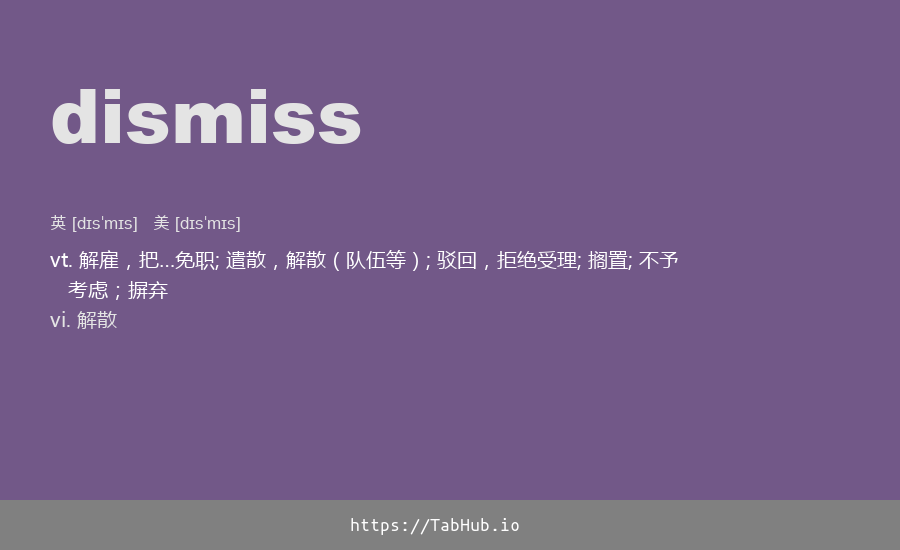 dismiss
英 [dɪsˈmɪs] 美 [dɪsˈmɪs]
vt. 解雇，把…免职; 遣散，解散（队伍等）; 驳回，拒绝受理; 搁置; 不予
考虑；摒弃
vi. 解散
https://TabHub.io